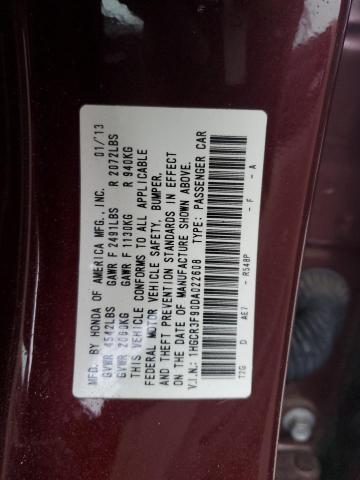 MFD. BY HONDA OF AMERICA MFG., INC. 01/13
GVWR 4542LBS GAWR F 2491LBS R 2072LBS
GVWR 2060KG GAWR F 1130KG R 940KG
THIS VEHICLE CONFORMS TO ALL APPLICABLE
FEDERAL MOTOR VEHICLE SAFETY, BUMPER,
AND THEFT PREVENTION STANDARDS IN EFFECT
ON THE DATE OF MANUFACTURE SHOWN ABOVE.
V.I.N.: 1HGCR3F90DA022608 TYPE: PASSENGER CAR
T2G D AE7 - R548P - F - A